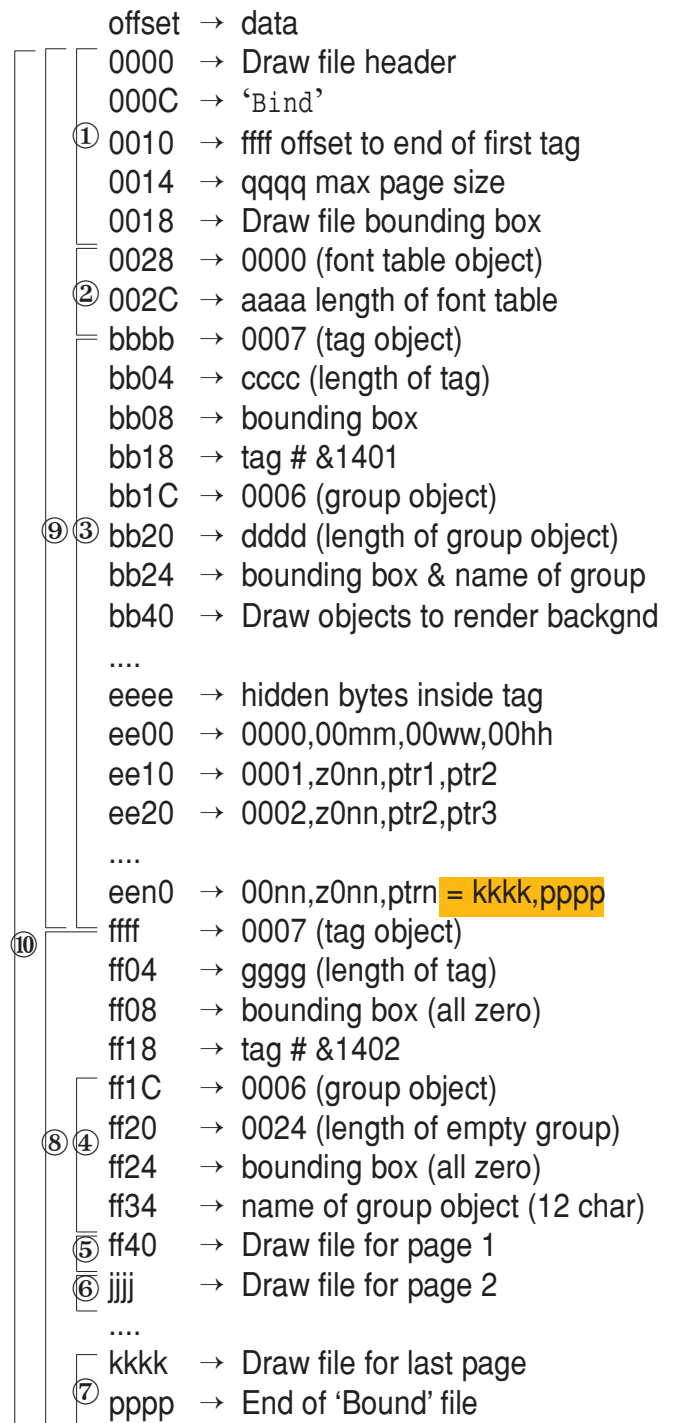 offset → data
0000 → Draw file header
000C → ‘Bind’
① 0010 → ffff offset to end of first tag
0014 → qqqq max page size
0018 → Draw file bounding box
0028 → 0000 (font table object)
② 002C → aaaa length of font table
bbbb → 0007 (tag object)
bb04 → cccc (length of tag)
bb08 → bounding box
bb18 → tag # &1401
bb1C → 0006 (group object)
⑨ ③ bb20 → dddd (length of group object)
bb24 → bounding box & name of group
bb40 → Draw objects to render backgnd
....
eeee → hidden bytes inside tag
ee00 → 0000,00mm,00ww,00hh
ee10 → 0001,z0nn,ptr1,ptr2
ee20 → 0002,z0nn,ptr2,ptr3
....
een0 → 00nn,z0nn,ptrn = kkkk,pppp
⑩ ffff → 0007 (tag object)
ff04 → gggg (length of tag)
ff08 → bounding box (all zero)
ff18 → tag # &1402
ff1C → 0006 (group object)
⑧ ④ ff20 → 0024 (length of empty group)
ff24 → bounding box (all zero)
ff34 → name of group object (12 char)
⑤ ff40 → Draw file for page 1
⑥ jjjj → Draw file for page 2
....
kkkk → Draw file for last page
⑦ pppp → End of ‘Bound’ file